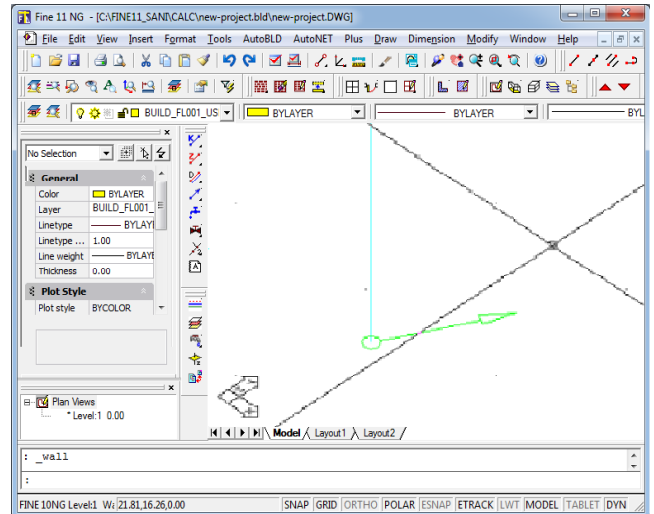 Fine 11 NG - [C:\FINE11_SANI\CALC\new-project.bld\new-project.DWG]
File Edit View Insert Format Tools AutoBLD AutoNET Plus Draw Dimension Modify Window Help
BUILD_FL001_US BYLAYER BYLAYER BYL
No Selection
General
Color BYLAYER
Layer BUILD_FL001_
Linetype BYLAYE
Linetype ... 1.00
Line weight BYLAYE
Thickness 0.00
Plot Style
Plot style BYCOLOR
Plan Views
* Level:1 0.00
Model Layout1 Layout2
: _wall
:
FINE 10NG Level:1 Wa 21.81,16.26,0.00 SNAP GRID ORTHO POLAR ESNAP ETRACK LWT MODEL TABLET DYN